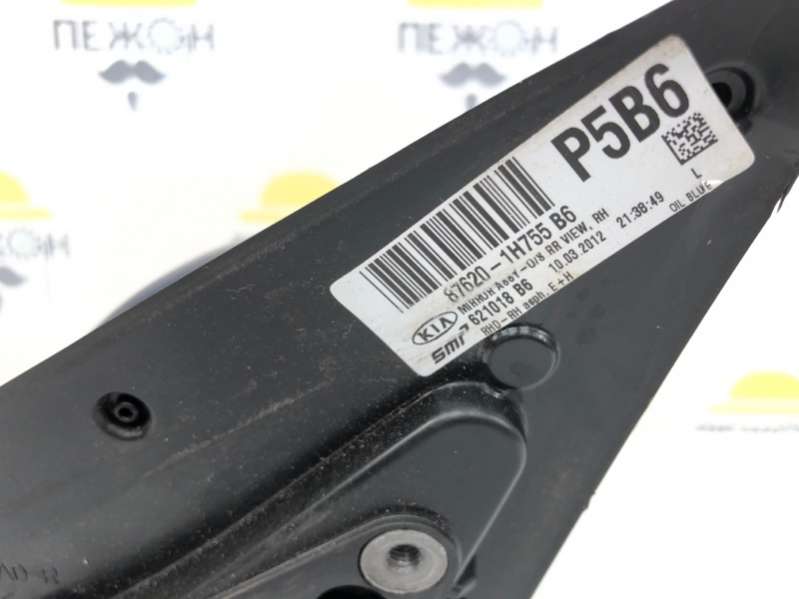 ПЕЖОН
ПЕЖОН
P5B6
87620-1H755 B6
KIA MIRROR ASSY-O/S RR VIEW, RH
smr 621018 B6 10.03.2012 21:38:49 L
RHD-RH asph, E+H OIL BLUE